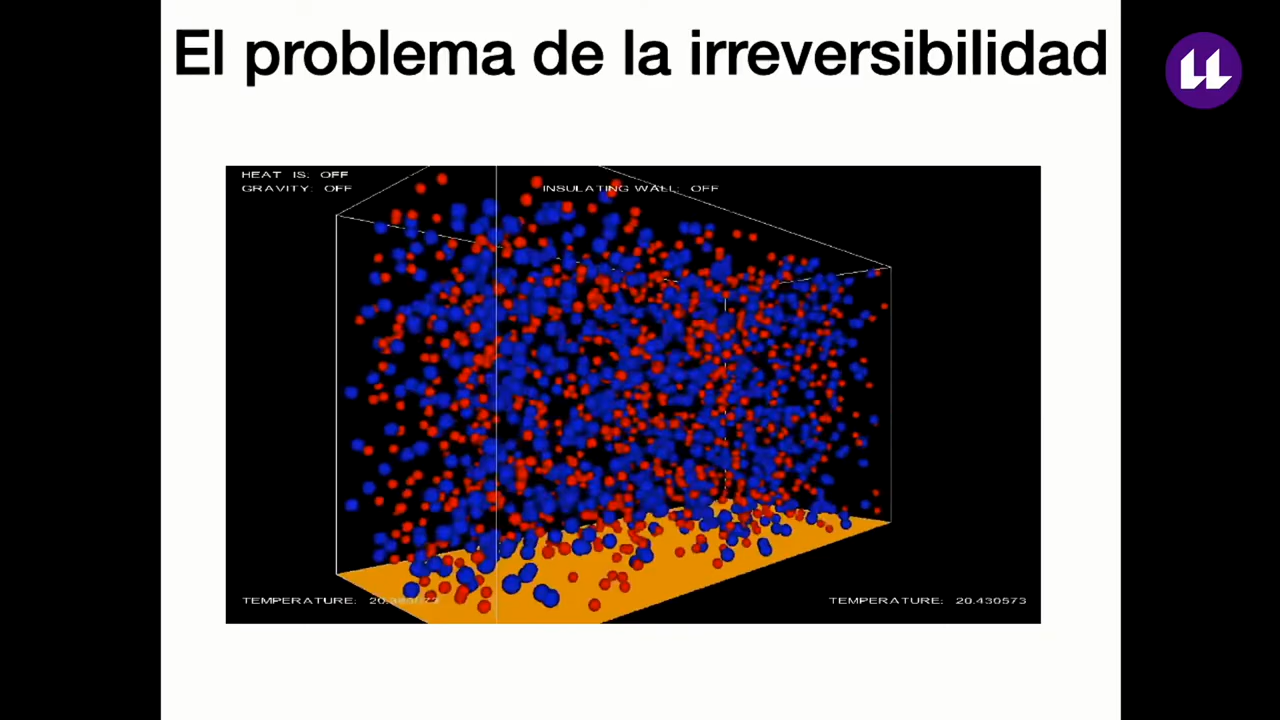 El problema de la irreversibilidad
HEAT IS: OFF
GRAVITY: OFF
INSULATING WALL: OFF
TEMPERATURE:
TEMPERATURE: 20.430573